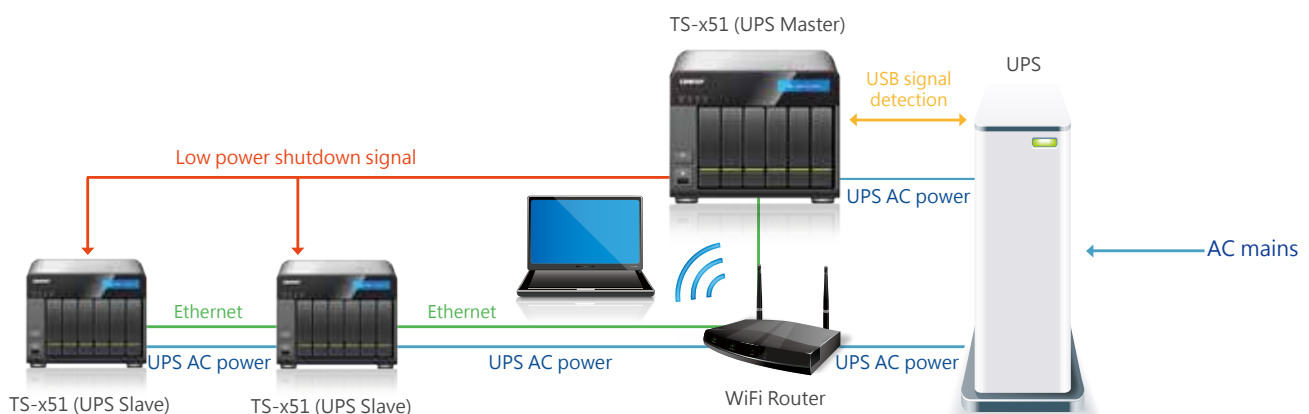 TS-x51 (UPS Master)
UPS
USB signal
detection
Low power shutdown signal
UPS AC power
AC mains
Ethernet
Ethernet
UPS AC power
UPS AC power
UPS AC power
TS-x51 (UPS Slave)
TS-x51 (UPS Slave)
WiFi Router